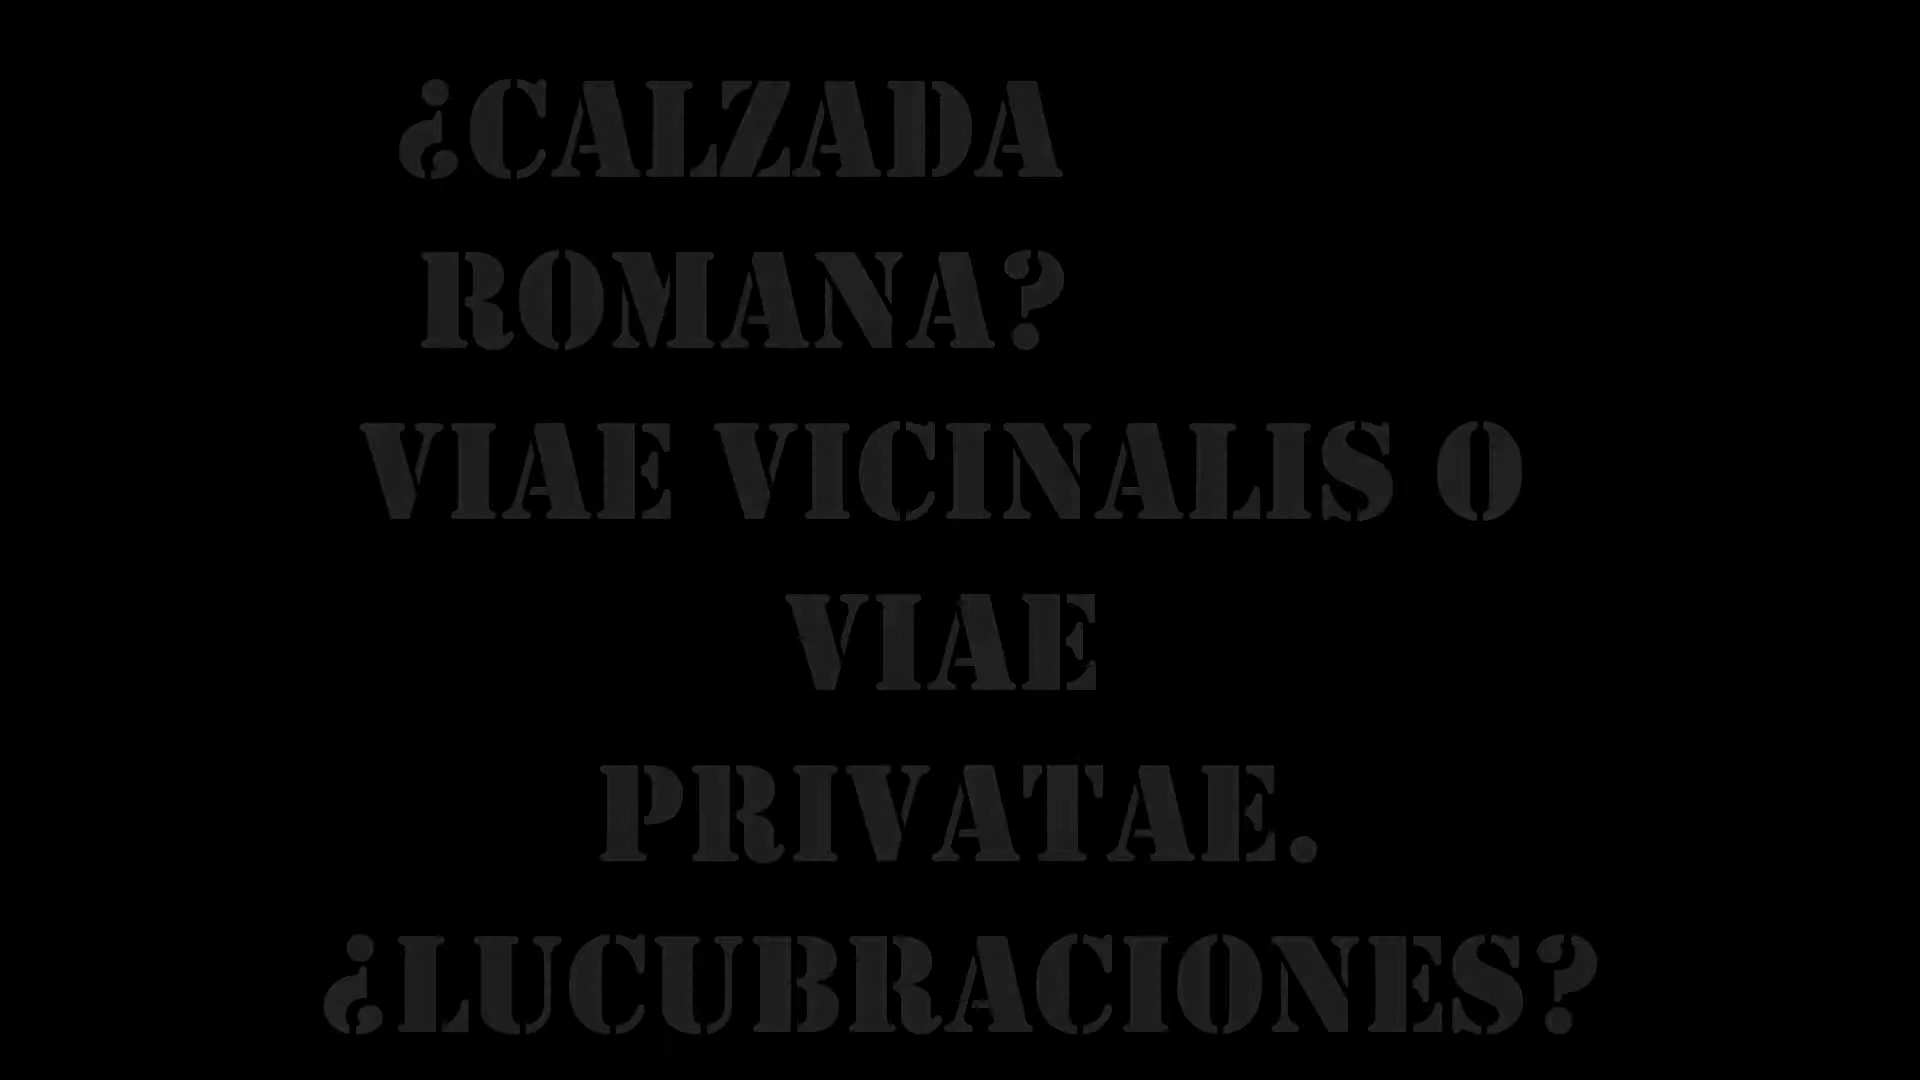 ¿CALZADA
ROMANA?
VIAE VICINALIS O
VIAE
PRIVATAE.
¿LUCUBRACIONES?